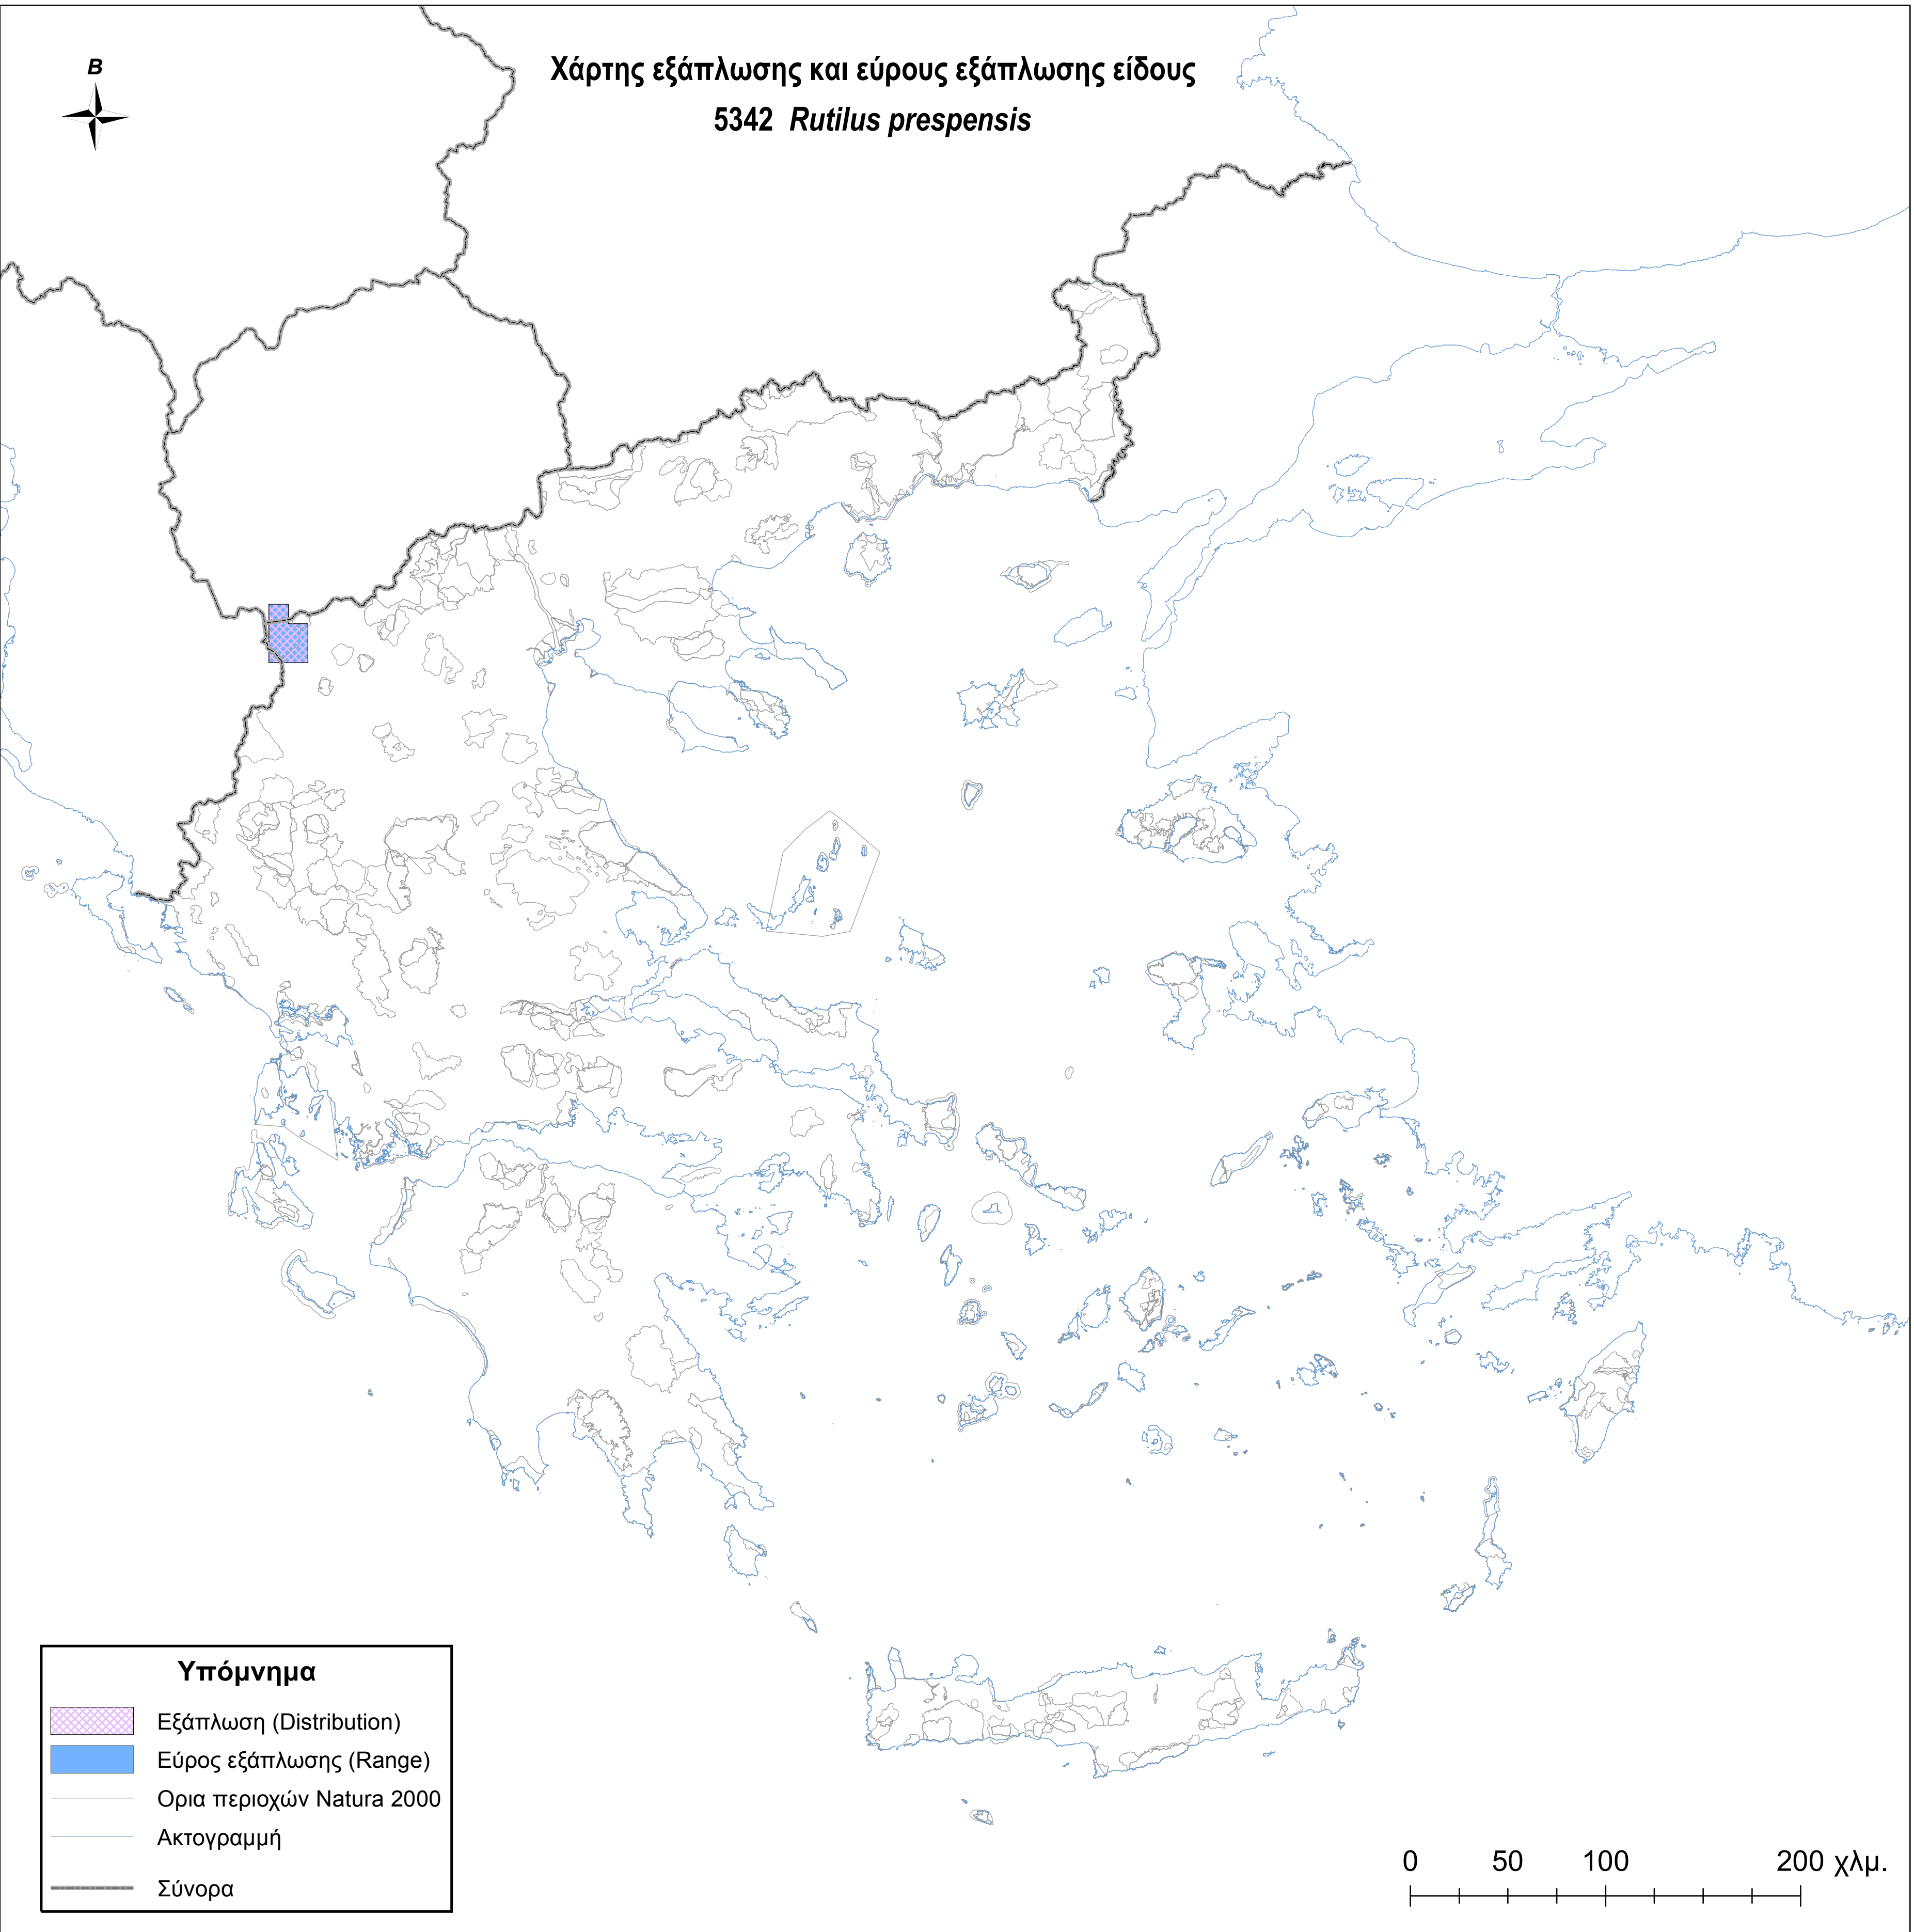 Χάρτης εξάπλωσης και εύρους εξάπλωσης είδους
5342 Rutilus prespensis
Β
Υπόμνημα
Εξάπλωση (Distribution)
Εύρος εξάπλωσης (Range)
Ορια περιοχών Natura 2000
Ακτογραμμή
Σύνορα
0 50 100 200 χλμ.